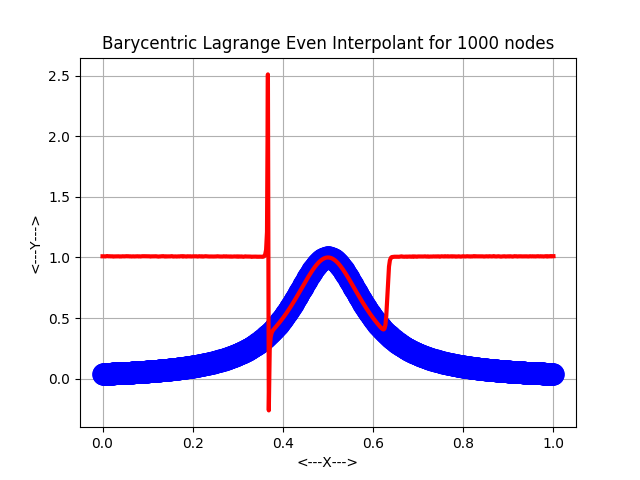 Barycentric Lagrange Even Interpolant for 1000 nodes
2.5
2.0
1.5
1.0
0.5
0.0
<---Y--->
0.0 0.2 0.4 0.6 0.8 1.0
<---X--->